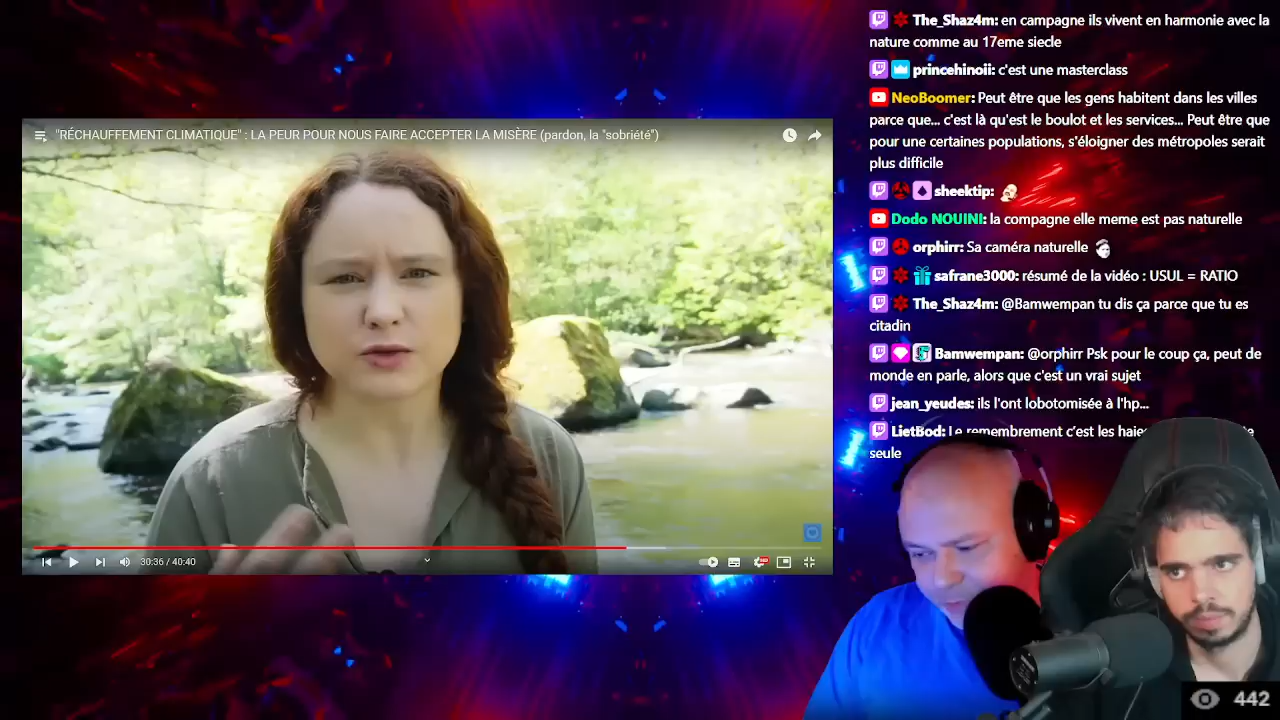 "RÉCHAUFFEMENT CLIMATIQUE" : LA PEUR POUR NOUS FAIRE ACCEPTER LA MISÈRE (pardon, la "sobriété")
30:36 / 40:40
The_Shaz4m: en campagne ils vivent en harmonie avec la
nature comme au 17eme siecle
princehinoii: c'est une masterclass
NeoBoomer: Peut être que les gens habitent dans les villes
parce que... c'est là qu'est le boulot et les services... Peut être que
pour une certaines populations, s'éloigner des métropoles serait
plus difficile
sheektip:
Dodo NOUINI: la compagne elle meme est pas naturelle
orphirr: Sa caméra naturelle
safrane3000: résumé de la vidéo : USUL = RATIO
The_Shaz4m: @Bamwempan tu dis ça parce que tu es
citadin
Bamwempan: @orphirr Psk pour le coup ça, peut de
monde en parle, alors que c'est un vrai sujet
jean_yeudes: ils l'ont lobotomisée à l'hp...
LietBod: Le remembrement c'est les haies
seule
442